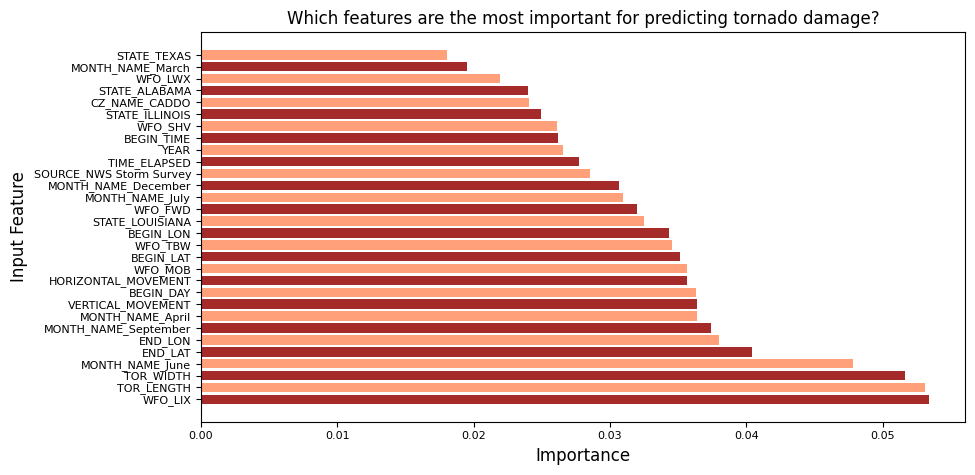 Which features are the most important for predicting tornado damage?
Input Feature
STATE_TEXAS
MONTH_NAME_March
WFO_LWX
STATE_ALABAMA
CZ_NAME_CADDO
STATE_ILLINOIS
WFO_SHV
BEGIN_TIME
YEAR
TIME_ELAPSED
SOURCE_NWS Storm Survey
MONTH_NAME_December
MONTH_NAME_July
WFO_FWD
STATE_LOUISIANA
BEGIN_LON
WFO_TBW
BEGIN_LAT
WFO_MOB
HORIZONTAL_MOVEMENT
BEGIN_DAY
VERTICAL_MOVEMENT
MONTH_NAME_April
MONTH_NAME_September
END_LON
END_LAT
MONTH_NAME_June
TOR_WIDTH
TOR_LENGTH
WFO_LIX
0.00 0.01 0.02 0.03 0.04 0.05
Importance